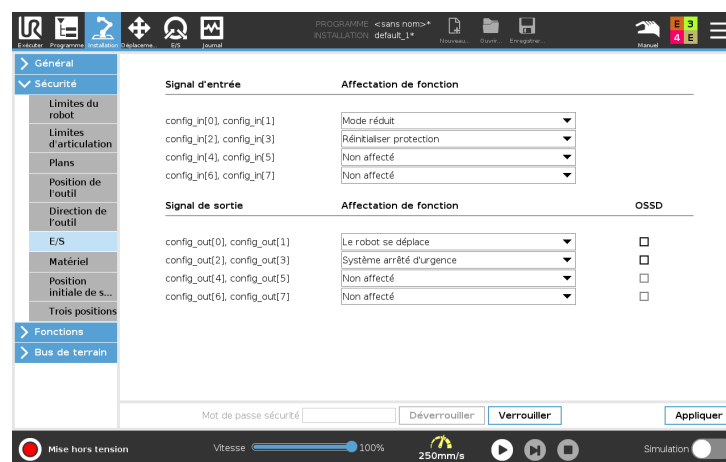 PROGRAMME <sans nom>*
INSTALLATION default_1*
Exécuter Programme Installation Déplaceme... E/S Journal Nouveau... Ouvrir... Enregistrer... Manuel E 3 4 E
Général
Sécurité
Limites du
robot
Limites
d'articulation
Plans
Position de
l'outil
Direction de
l'outil
E/S
Matériel
Position
initiale de s...
Trois positions
Fonctions
Bus de terrain
Signal d'entrée Affectation de fonction
config_in[0], config_in[1] Mode réduit
config_in[2], config_in[3] Réinitialiser protection
config_in[4], config_in[5] Non affecté
config_in[6], config_in[7] Non affecté
Signal de sortie Affectation de fonction OSSD
config_out[0], config_out[1] Le robot se déplace
config_out[2], config_out[3] Système arrêté d'urgence
config_out[4], config_out[5] Non affecté
config_out[6], config_out[7] Non affecté
Mot de passe sécurité Déverrouiller Verrouiller Appliquer
Mise hors tension Vitesse 100% 250mm/s Simulation